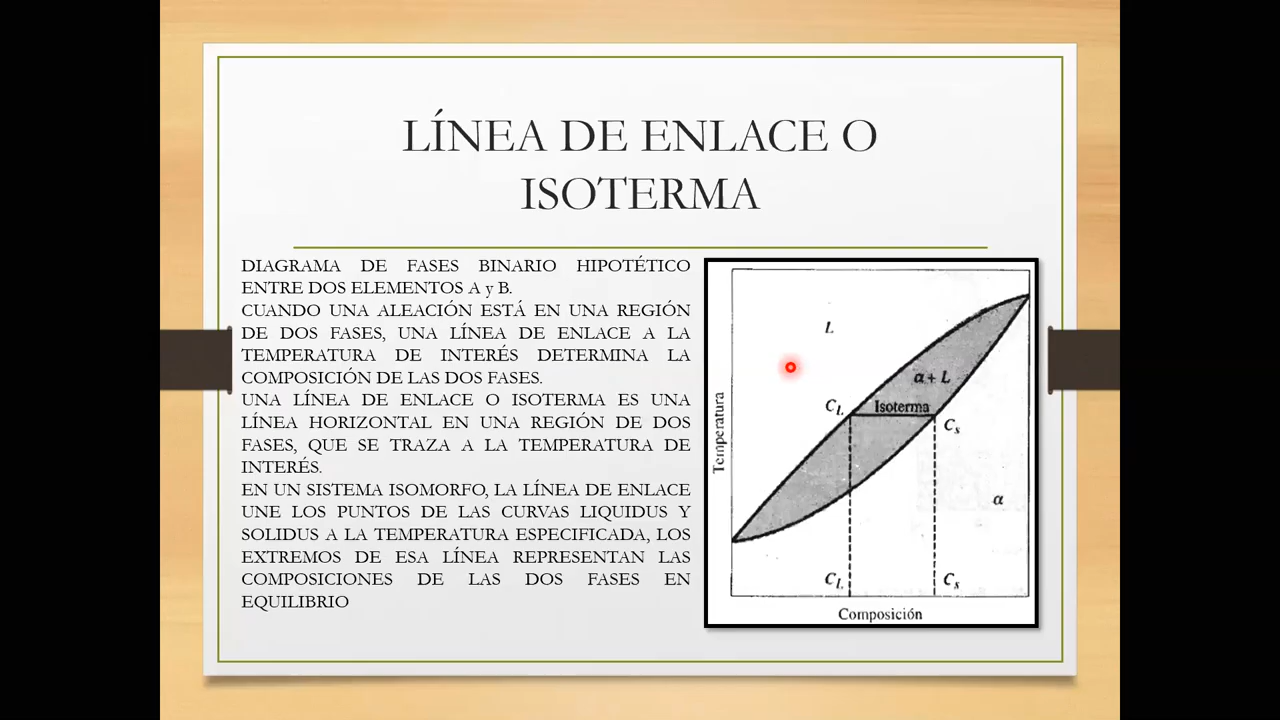 LÍNEA DE ENLACE O
ISOTERMA
DIAGRAMA DE FASES BINARIO HIPOTÉTICO
ENTRE DOS ELEMENTOS A y B.
CUANDO UNA ALEACIÓN ESTÁ EN UNA REGIÓN
DE DOS FASES, UNA LÍNEA DE ENLACE A LA
TEMPERATURA DE INTERÉS DETERMINA LA
COMPOSICIÓN DE LAS DOS FASES.
UNA LÍNEA DE ENLACE O ISOTERMA ES UNA
LÍNEA HORIZONTAL EN UNA REGIÓN DE DOS
FASES, QUE SE TRAZA A LA TEMPERATURA DE
INTERÉS.
EN UN SISTEMA ISOMORFO, LA LÍNEA DE ENLACE
UNE LOS PUNTOS DE LAS CURVAS LIQUIDUS Y
SOLIDUS A LA TEMPERATURA ESPECIFICADA, LOS
EXTREMOS DE ESA LÍNEA REPRESENTAN LAS
COMPOSICIONES DE LAS DOS FASES EN
EQUILIBRIO
Temperatura
L
α + L
C_L
Isoterma
C_s
α
C_L
C_s
Composición